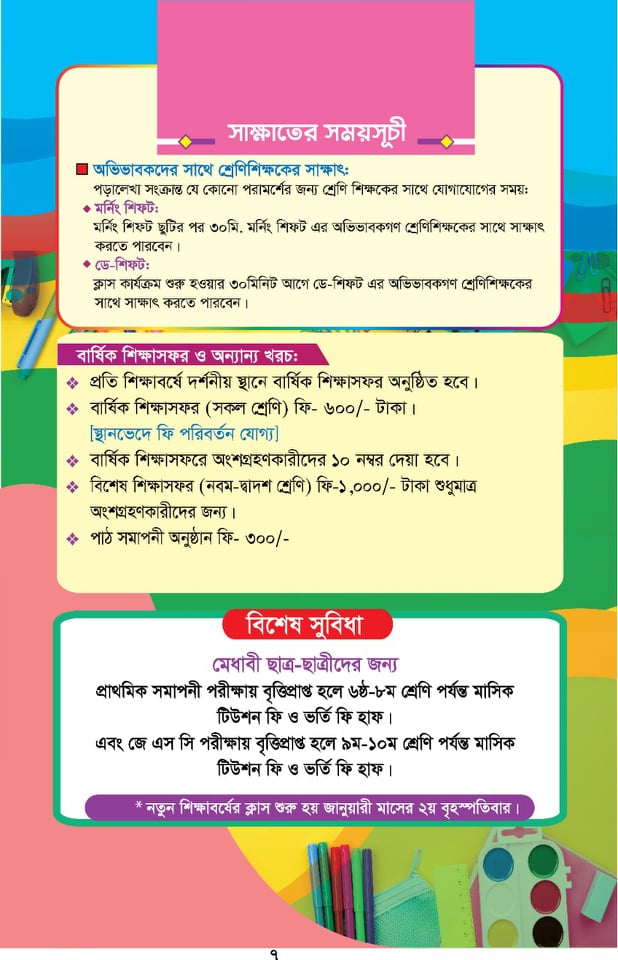 সাক্ষাতের সময়সূচী
অভিভাবকদের সাথে শ্রেণিশিক্ষকের সাক্ষাৎ:
পড়ালেখা সংক্রান্ত যে কোনো পরামর্শের জন্য শ্রেণি শিক্ষকের সাথে যোগাযোগের সময়:
মর্নিং শিফট:
মর্নিং শিফট ছুটির পর ৩০মি. মর্নিং শিফট এর অভিভাবকগণ শ্রেণিশিক্ষকের সাথে সাক্ষাৎ
করতে পারবেন।
ডে-শিফট:
ক্লাস কার্যক্রম শুরু হওয়ার ৩০মিনিট আগে ডে-শিফট এর অভিভাবকগণ শ্রেণিশিক্ষকের
সাথে সাক্ষাৎ করতে পারবেন।
বার্ষিক শিক্ষাসফর ও অন্যান্য খরচ:
প্রতি শিক্ষাবর্ষে দর্শনীয় স্থানে বার্ষিক শিক্ষাসফর অনুষ্ঠিত হবে।
বার্ষিক শিক্ষাসফর (সকল শ্রেণি) ফি- ৬০০/- টাকা।
[স্থানভেদে ফি পরিবর্তন যোগ্য]
বার্ষিক শিক্ষাসফরে অংশগ্রহণকারীদের ১০ নম্বর দেয়া হবে।
বিশেষ শিক্ষাসফর (নবম-দ্বাদশ শ্রেণি) ফি-১,০০০/- টাকা শুধুমাত্র
অংশগ্রহণকারীদের জন্য।
পাঠ সমাপনী অনুষ্ঠান ফি- ৩০০/-
বিশেষ সুবিধা
মেধাবী ছাত্র-ছাত্রীদের জন্য
প্রাথমিক সমাপনী পরীক্ষায় বৃত্তিপ্রাপ্ত হলে ৬ষ্ঠ-৮ম শ্রেণি পর্যন্ত মাসিক
টিউশন ফি ও ভর্তি ফি হাফ।
এবং জে এস সি পরীক্ষায় বৃত্তিপ্রাপ্ত হলে ৯ম-১০ম শ্রেণি পর্যন্ত মাসিক
টিউশন ফি ও ভর্তি ফি হাফ।
* নতুন শিক্ষাবর্ষের ক্লাস শুরু হয় জানুয়ারী মাসের ২য় বৃহস্পতিবার।
৭